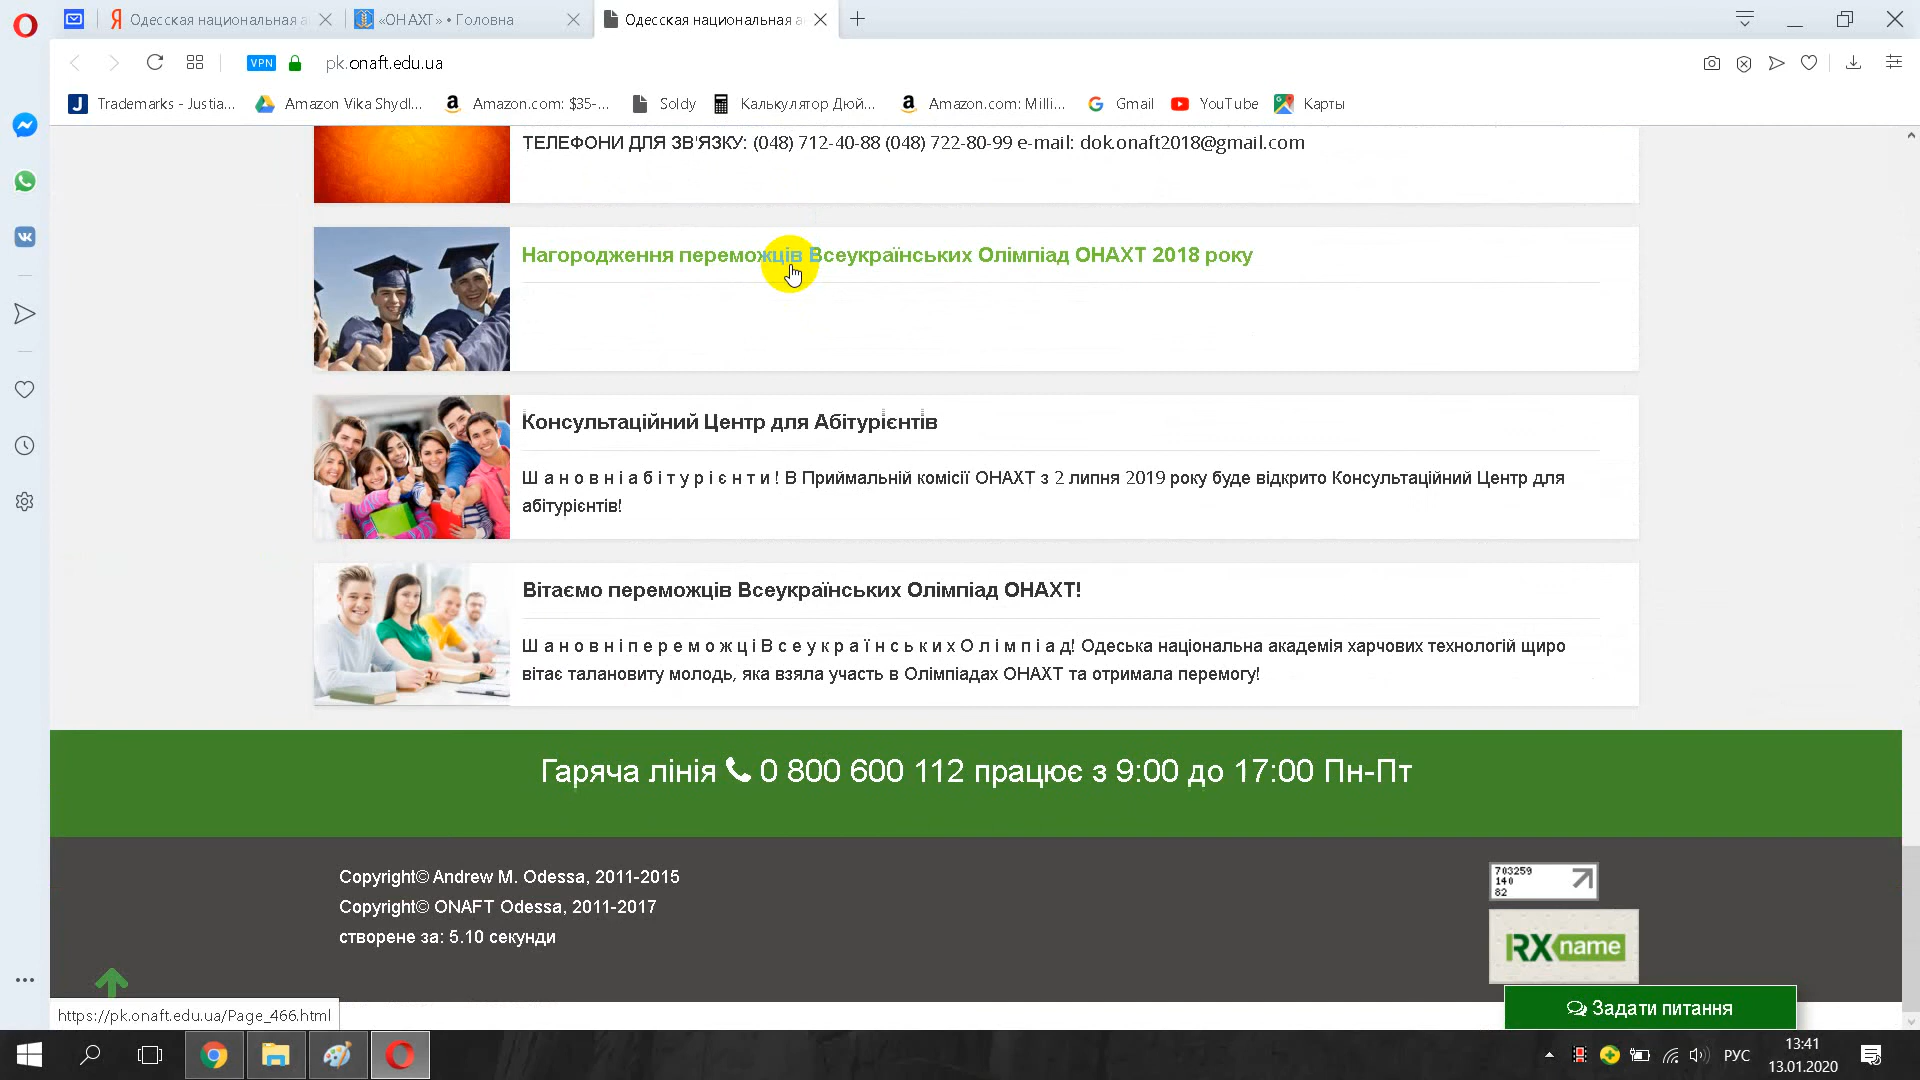 Одесская национальная а
«ОНАХТ» • Головна
Одесская национальная а
VPN
pk.onaft.edu.ua
Trademarks - Justia...
Amazon Vika Shydl...
Amazon.com: $35-...
Soldy
Калькулятор Дюй...
Amazon.com: Milli...
Gmail
YouTube
Карты
ТЕЛЕФОНИ ДЛЯ ЗВ'ЯЗКУ: (048) 712-40-88 (048) 722-80-99 e-mail: dok.onaft2018@gmail.com
Нагородження переможців Всеукраїнських Олімпіад ОНАХТ 2018 року
Консультаційний Центр для Абітурієнтів
Ш а н о в н і а б і т у р і є н т и ! В Приймальній комісії ОНАХТ з 2 липня 2019 року буде відкрито Консультаційний Центр для
абітурієнтів!
Вітаємо переможців Всеукраїнських Олімпіад ОНАХТ!
Ш а н о в н і п е р е м о ж ц і В с е у к р а ї н с ь к и х О л і м п і а д! Одеська національна академія харчових технологій щиро
вітає талановиту молодь, яка взяла участь в Олімпіадах ОНАХТ та отримала перемогу!
Гаряча лінія 0 800 600 112 працює з 9:00 до 17:00 Пн-Пт
Copyright© Andrew M. Odessa, 2011-2015
Copyright© ONAFT Odessa, 2011-2017
створене за: 5.10 секунди
703259
140
82
RX name
https://pk.onaft.edu.ua/Page_466.html
Задати питання
РУС
13:41
13.01.2020